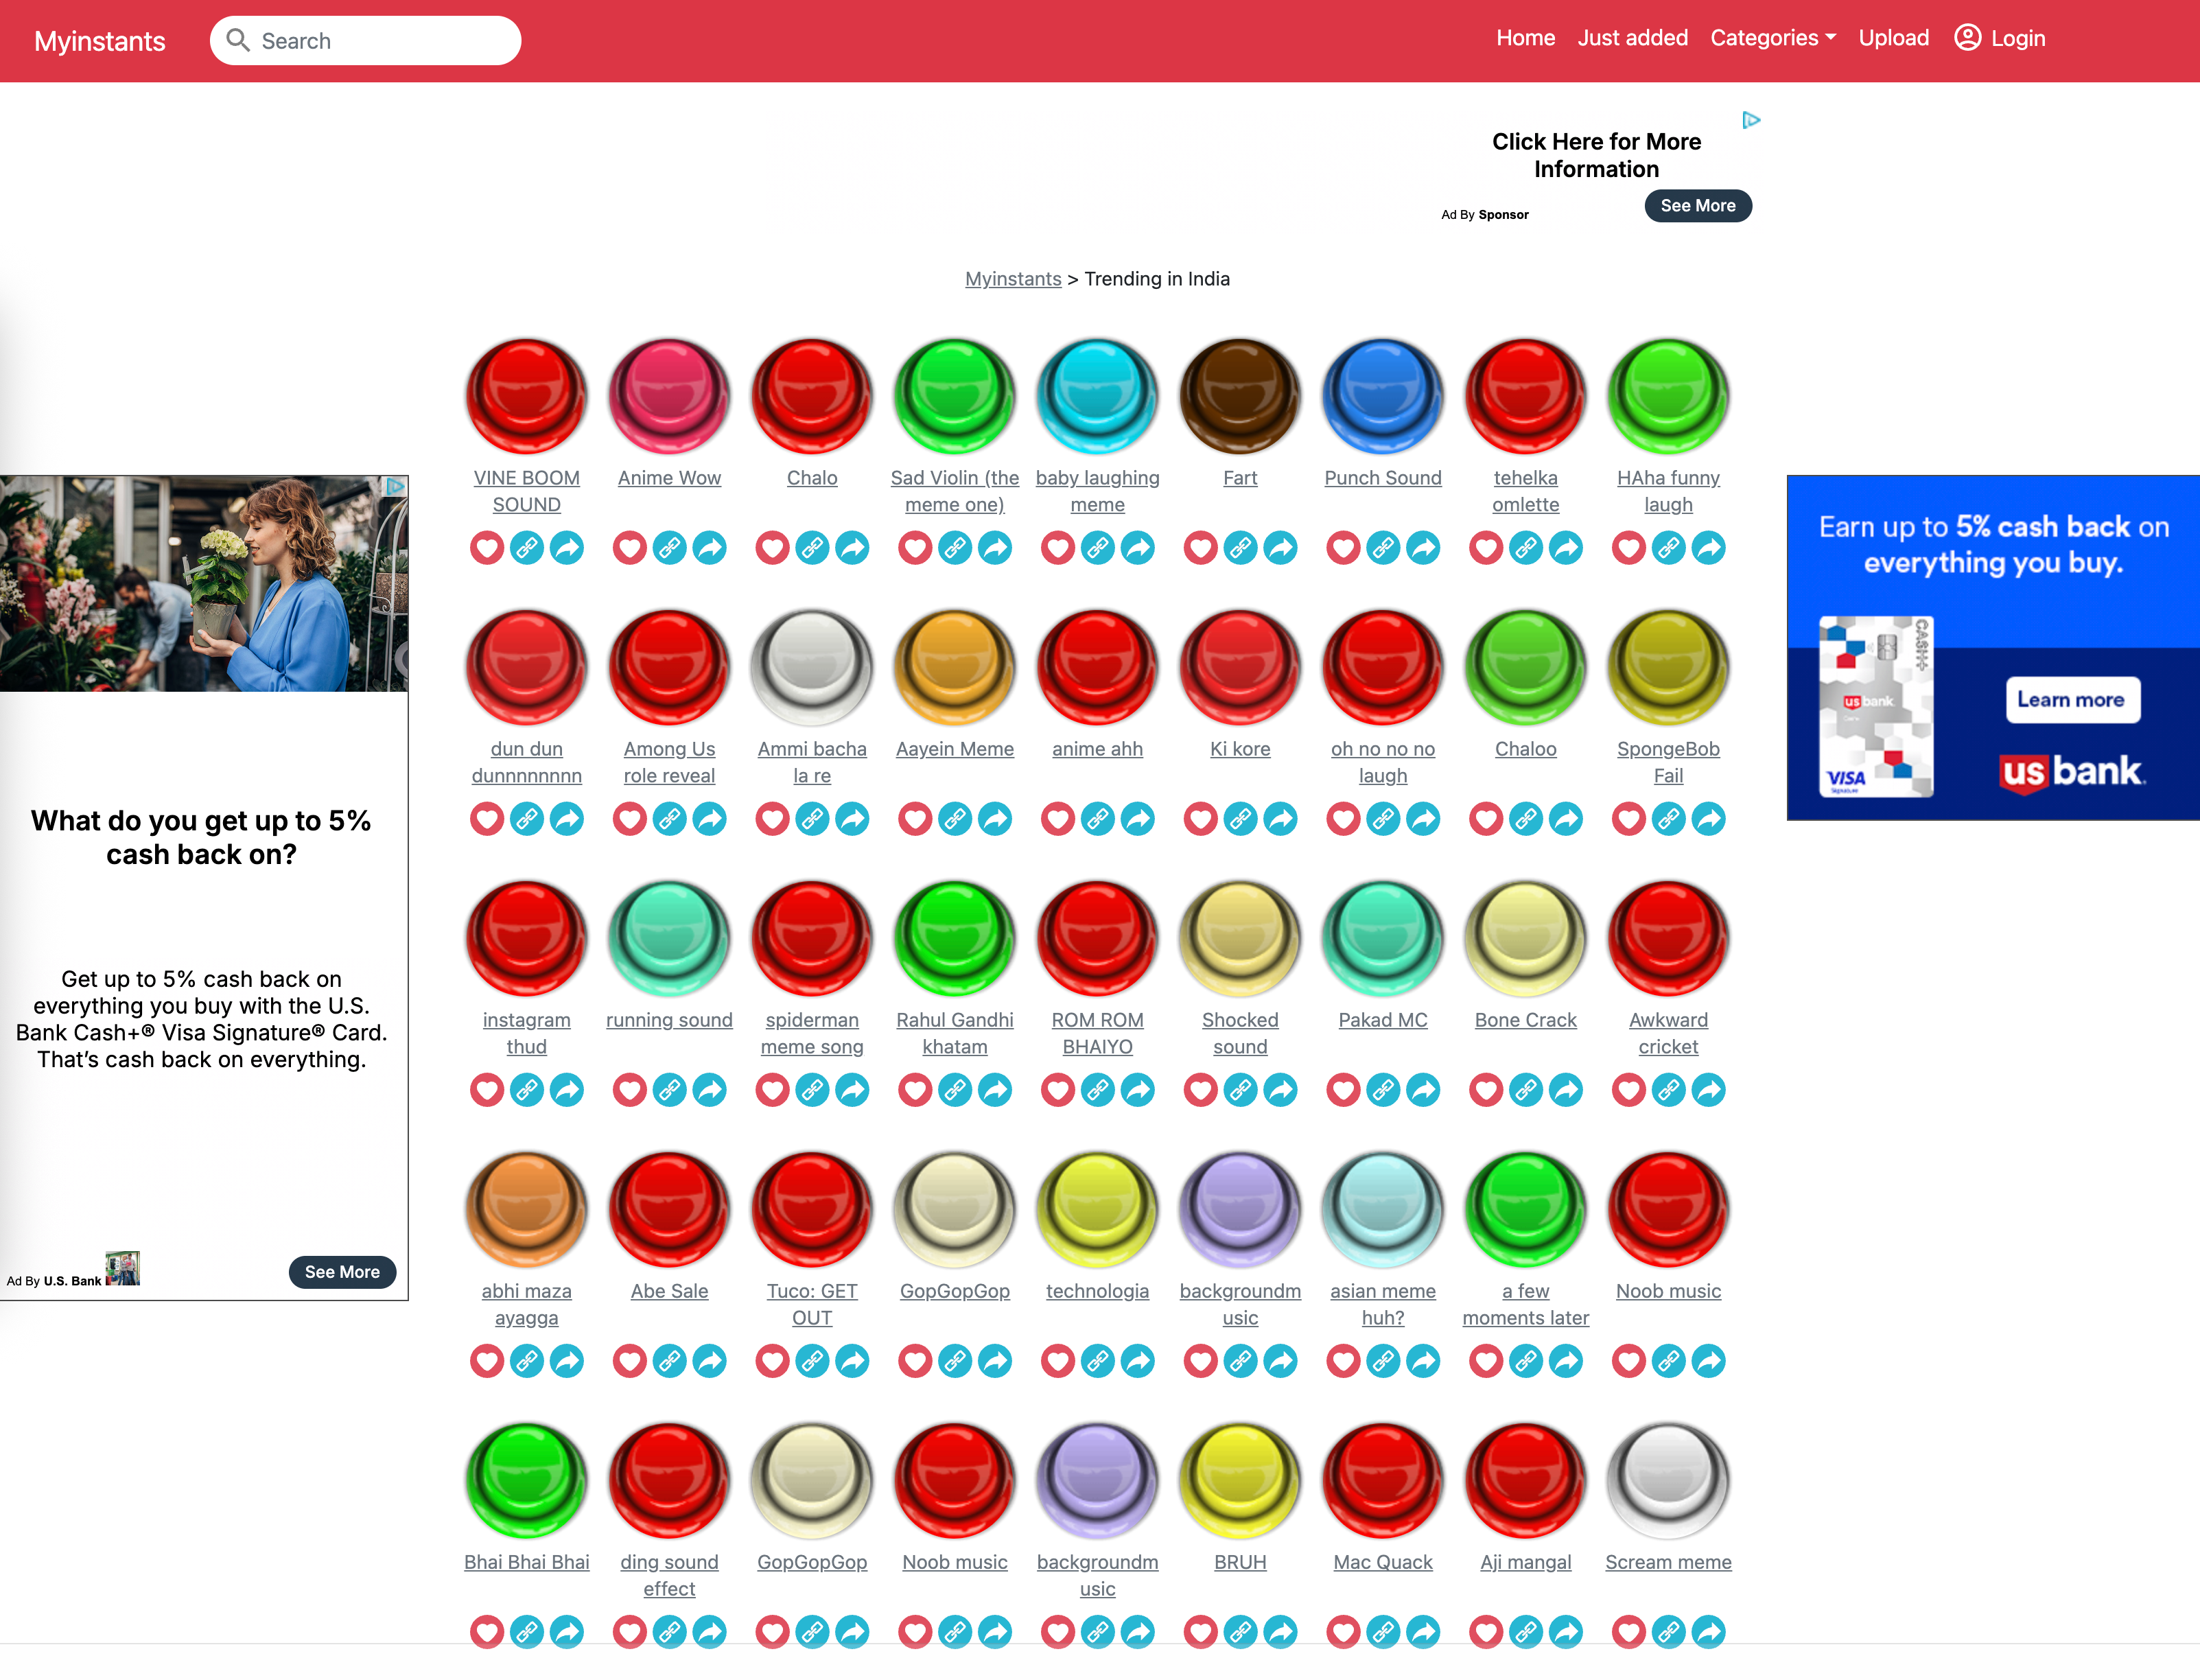 Myinstants
Search
Home Just added Categories Upload Login
Click Here for More
Information
See More
Ad By Sponsor
Myinstants > Trending in India
VINE BOOM
SOUND
Anime Wow
Chalo
Sad Violin (the
meme one)
baby laughing
meme
Fart
Punch Sound
tehelka
omlette
HAha funny
laugh
dun dun
dunnnnnnnn
Among Us
role reveal
Ammi bacha
la re
Aayein Meme
anime ahh
Ki kore
oh no no no
laugh
Chaloo
SpongeBob
Fail
instagram
thud
running sound
spiderman
meme song
Rahul Gandhi
khatam
ROM ROM
BHAIYO
Shocked
sound
Pakad MC
Bone Crack
Awkward
cricket
abhi maza
ayagga
Abe Sale
Tuco: GET
OUT
GopGopGop
technologia
backgroundm
usic
asian meme
huh?
a few
moments later
Noob music
Bhai Bhai Bhai
ding sound
effect
GopGopGop
Noob music
backgroundm
usic
BRUH
Mac Quack
Aji mangal
Scream meme
What do you get up to 5%
cash back on?
Get up to 5% cash back on
everything you buy with the U.S.
Bank Cash+® Visa Signature® Card.
That's cash back on everything.
Ad By U.S. Bank
See More
Earn up to 5% cash back on
everything you buy.
CASH+
usbank
VISA
Signature
Learn more
usbank.